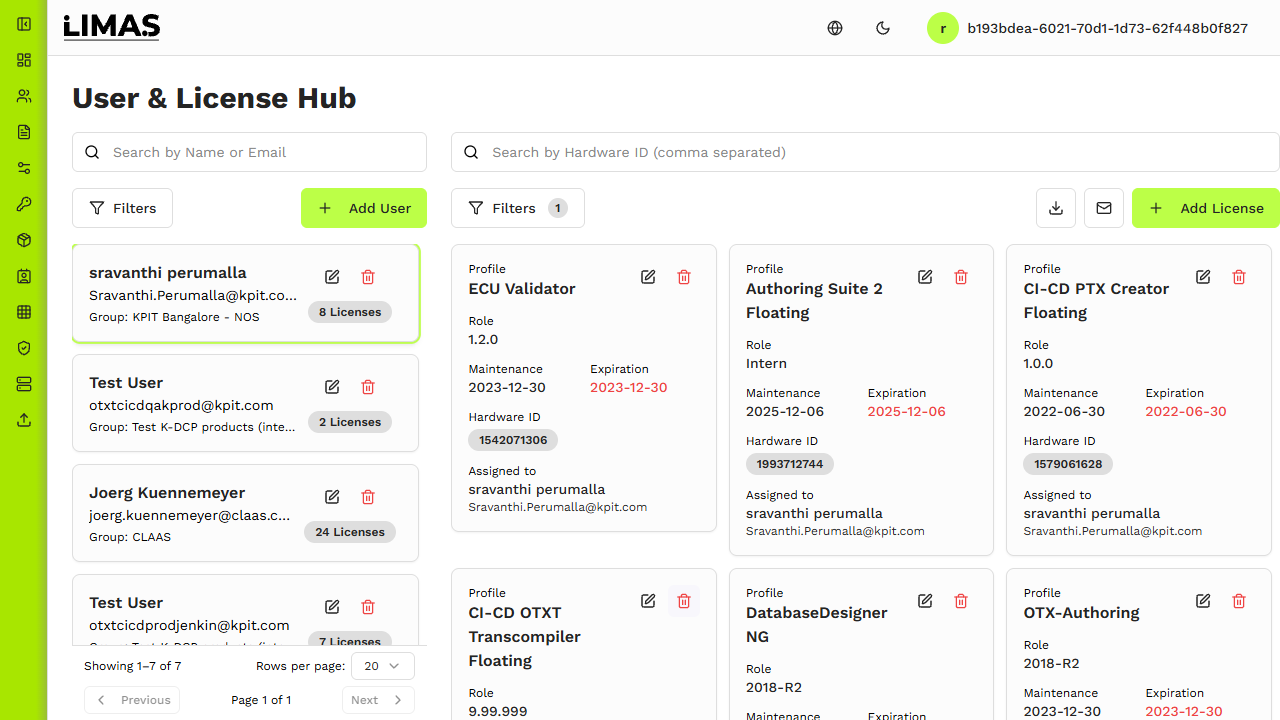 LIMAS
r
b193bdea-6021-70d1-1d73-62f448b0f827
User & License Hub
Search by Name or Email
Search by Hardware ID (comma separated)
Filters
Add User
Filters 1
Add License
sravanthi perumalla
Sravanthi.Perumalla@kpit.co...
Group: KPIT Bangalore - NOS
8 Licenses
Test User
otxtcicdqakprod@kpit.com
Group: Test K-DCP products (inte...
2 Licenses
Joerg Kuennemeyer
joerg.kuennemeyer@claas.c...
Group: CLAAS
24 Licenses
Test User
otxtcicdprodjenkin@kpit.com
Group: Test K-DCP products (inte...
7 Licenses
Showing 1–7 of 7
Rows per page: 20
Previous
Page 1 of 1
Next
Profile
ECU Validator
Role
1.2.0
Maintenance Expiration
2023-12-30 2023-12-30
Hardware ID
1542071306
Assigned to
sravanthi perumalla
Sravanthi.Perumalla@kpit.com
Profile
Authoring Suite 2
Floating
Role
Intern
Maintenance Expiration
2025-12-06 2025-12-06
Hardware ID
1993712744
Assigned to
sravanthi perumalla
Sravanthi.Perumalla@kpit.com
Profile
CI-CD PTX Creator
Floating
Role
1.0.0
Maintenance Expiration
2022-06-30 2022-06-30
Hardware ID
1579061628
Assigned to
sravanthi perumalla
Sravanthi.Perumalla@kpit.com
Profile
CI-CD OTXT
Transcompiler
Floating
Role
9.99.999
Profile
DatabaseDesigner
NG
Role
2018-R2
Maintenance Expiration
Profile
OTX-Authoring
Role
2018-R2
Maintenance Expiration
2023-12-30 2023-12-30